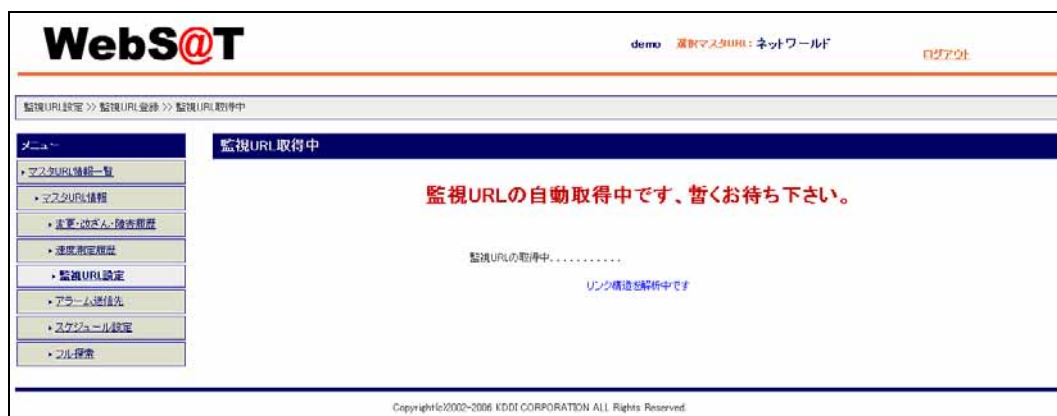 WebS@T
demo 選択マスタURL: ネットワールド
ログアウト
監視URL設定 >> 監視URL登録 >> 監視URL取得中
メニュー
マスタURL情報一覧
マスタURL情報
変更・改ざん・障害履歴
速度測定履歴
監視URL設定
アラーム送信先
スケジュール設定
フル探索
監視URL取得中
監視URLの自動取得中です、暫くお待ち下さい。
監視URLの取得中...........
リンク構造を解析中です
Copyright(c)2002-2006 KDDI CORPORATION ALL Rights Reserved.